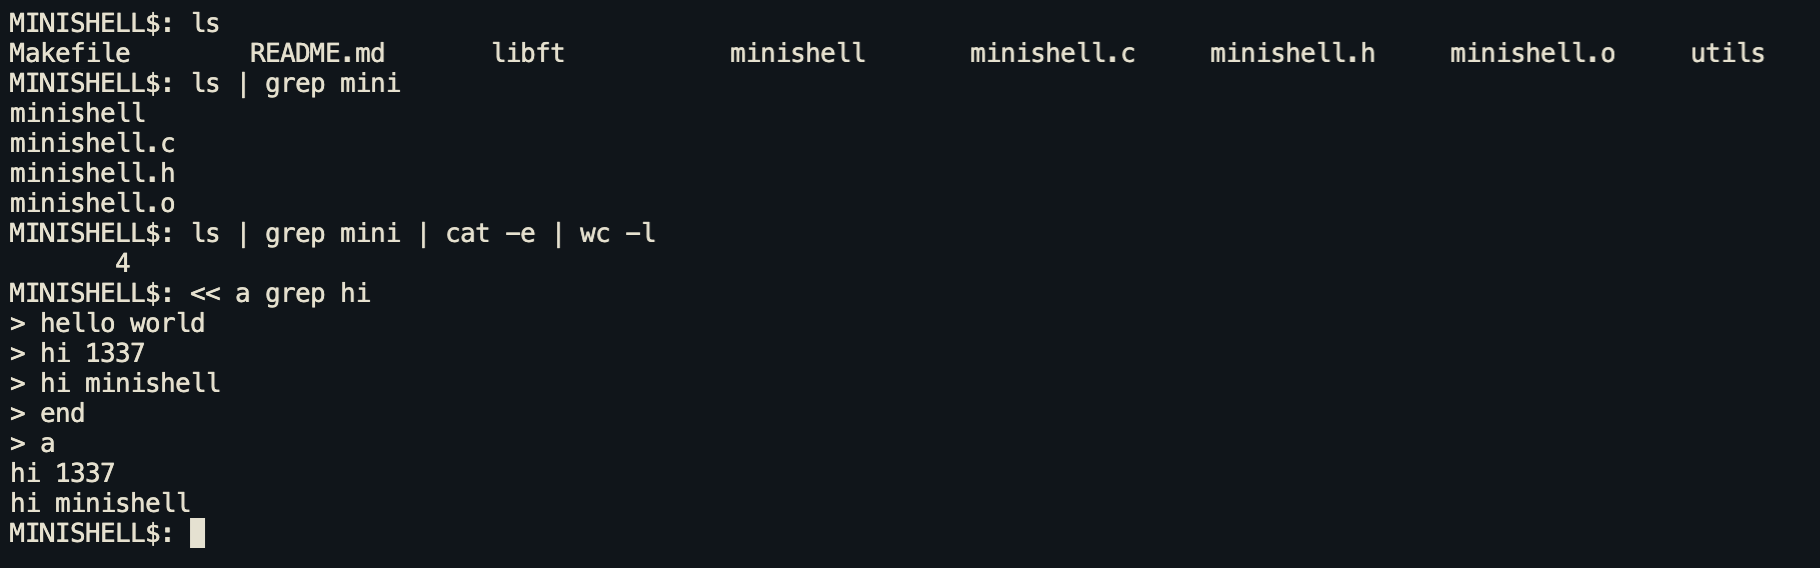 MINISHELL$: ls
Makefile        README.md       libft           minishell       minishell.c     minishell.h     minishell.o     utils
MINISHELL$: ls | grep mini
minishell
minishell.c
minishell.h
minishell.o
MINISHELL$: ls | grep mini | cat -e | wc -l
       4
MINISHELL$: << a grep hi
> hello world
> hi 1337
> hi minishell
> end
> a
hi 1337
hi minishell
MINISHELL$: